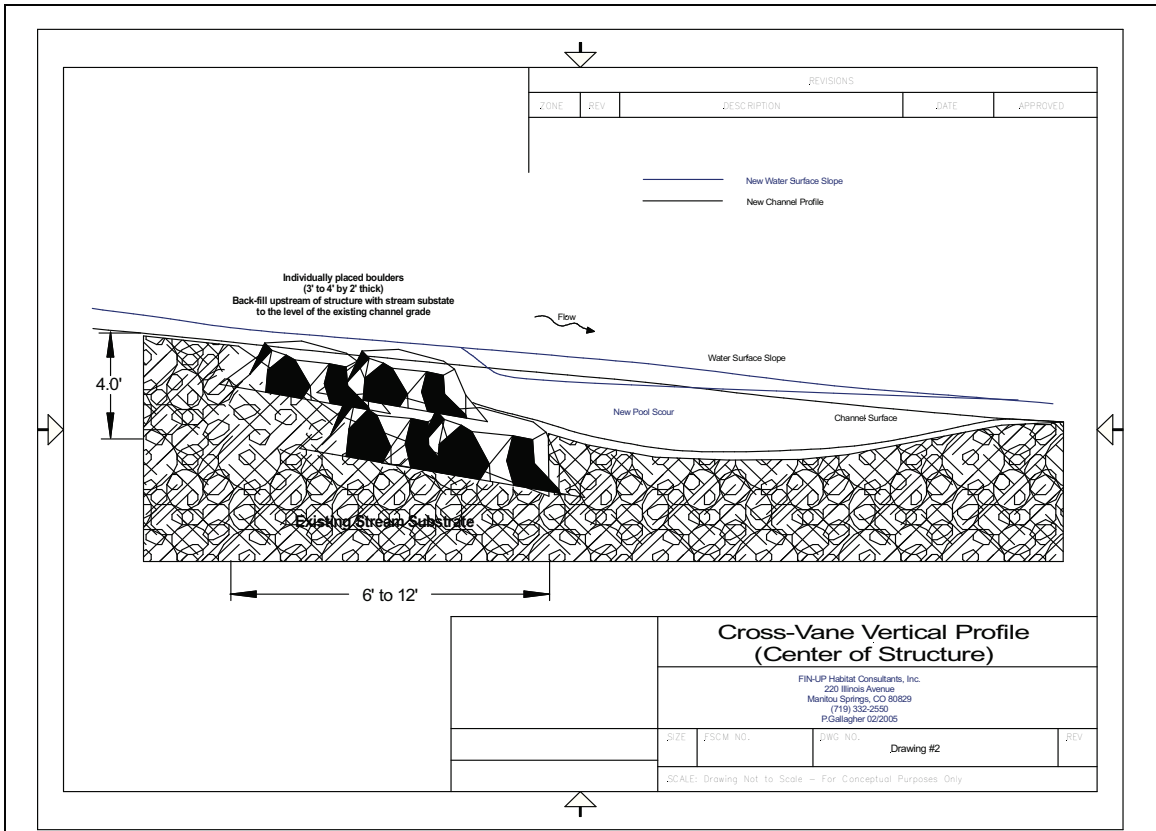 REVISIONS
ZONE REV DESCRIPTION DATE APPROVED
New Water Surface Slope
New Channel Profile
Individually placed boulders
(3' to 4' by 2' thick)
Back-fill upstream of structure with stream substate
to the level of the existing channel grade
Flow
Water Surface Slope
4.0'
New Pool Scour
Channel Surface
Existing Stream Substrate
6' to 12'
Cross-Vane Vertical Profile
(Center of Structure)
FIN-UP Habitat Consultants, Inc.
220 Illinois Avenue
Manitou Springs, CO 80829
(719) 332-2550
P.Gallagher 02/2005
SIZE FSCM NO. DWG NO. REV
Drawing #2
SCALE: Drawing Not to Scale - For Conceptual Purposes Only